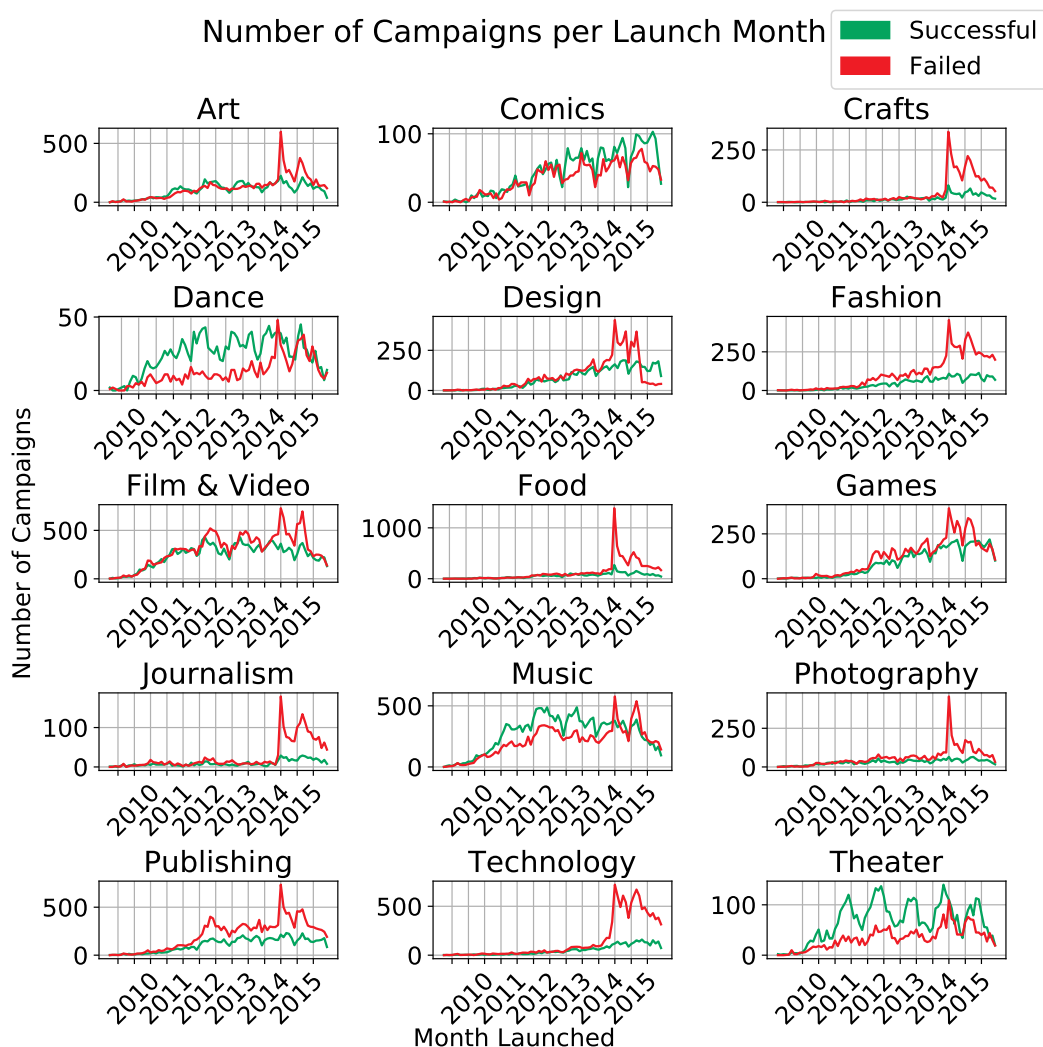 Number of Campaigns per Launch Month
Successful
Failed
Art
Comics
Crafts
500
0
100
0
250
0
2010 2011 2012 2013 2014 2015
2010 2011 2012 2013 2014 2015
2010 2011 2012 2013 2014 2015
Dance
Design
Fashion
50
0
250
0
250
0
2010 2011 2012 2013 2014 2015
2010 2011 2012 2013 2014 2015
2010 2011 2012 2013 2014 2015
Number of Campaigns
Film & Video
Food
Games
500
0
1000
0
250
0
2010 2011 2012 2013 2014 2015
2010 2011 2012 2013 2014 2015
2010 2011 2012 2013 2014 2015
Journalism
Music
Photography
100
0
500
0
250
0
2010 2011 2012 2013 2014 2015
2010 2011 2012 2013 2014 2015
2010 2011 2012 2013 2014 2015
Publishing
Technology
Theater
500
0
500
0
100
0
2010 2011 2012 2013 2014 2015
2010 2011 2012 2013 2014 2015
2010 2011 2012 2013 2014 2015
Month Launched